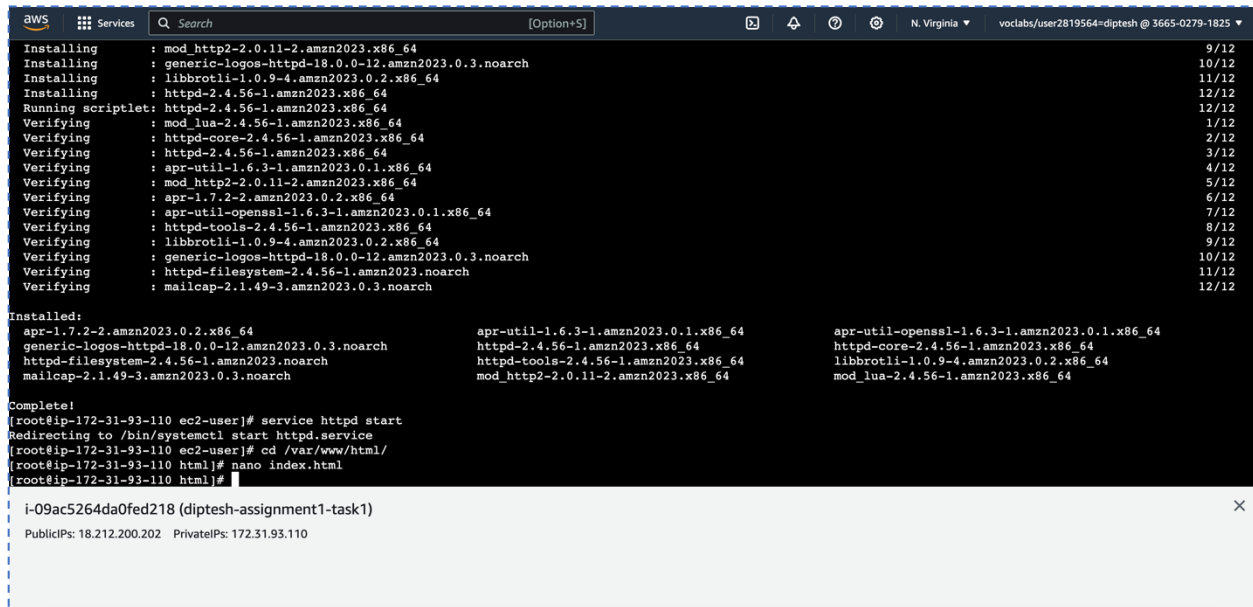 aws Services Search [Option+S] N. Virginia ▼ voclabs/user2819564=diptesh @ 3665-0279-1825 ▼
Installing : mod_http2-2.0.11-2.amzn2023.x86_64 9/12
Installing : generic-logos-httpd-18.0.0-12.amzn2023.0.3.noarch 10/12
Installing : libbrotli-1.0.9-4.amzn2023.0.2.x86_64 11/12
Installing : httpd-2.4.56-1.amzn2023.x86_64 12/12
Running scriptlet: httpd-2.4.56-1.amzn2023.x86_64 12/12
Verifying : mod_lua-2.4.56-1.amzn2023.x86_64 1/12
Verifying : httpd-core-2.4.56-1.amzn2023.x86_64 2/12
Verifying : httpd-2.4.56-1.amzn2023.x86_64 3/12
Verifying : apr-util-1.6.3-1.amzn2023.0.1.x86_64 4/12
Verifying : mod_http2-2.0.11-2.amzn2023.x86_64 5/12
Verifying : apr-1.7.2-2.amzn2023.0.2.x86_64 6/12
Verifying : apr-util-openssl-1.6.3-1.amzn2023.0.1.x86_64 7/12
Verifying : httpd-tools-2.4.56-1.amzn2023.x86_64 8/12
Verifying : libbrotli-1.0.9-4.amzn2023.0.2.x86_64 9/12
Verifying : generic-logos-httpd-18.0.0-12.amzn2023.0.3.noarch 10/12
Verifying : httpd-filesystem-2.4.56-1.amzn2023.noarch 11/12
Verifying : mailcap-2.1.49-3.amzn2023.0.3.noarch 12/12
Installed:
apr-1.7.2-2.amzn2023.0.2.x86_64 apr-util-1.6.3-1.amzn2023.0.1.x86_64 apr-util-openssl-1.6.3-1.amzn2023.0.1.x86_64
generic-logos-httpd-18.0.0-12.amzn2023.0.3.noarch httpd-2.4.56-1.amzn2023.x86_64 httpd-core-2.4.56-1.amzn2023.x86_64
httpd-filesystem-2.4.56-1.amzn2023.noarch httpd-tools-2.4.56-1.amzn2023.x86_64 libbrotli-1.0.9-4.amzn2023.0.2.x86_64
mailcap-2.1.49-3.amzn2023.0.3.noarch mod_http2-2.0.11-2.amzn2023.x86_64 mod_lua-2.4.56-1.amzn2023.x86_64
Complete!
[root@ip-172-31-93-110 ec2-user]# service httpd start
Redirecting to /bin/systemctl start httpd.service
[root@ip-172-31-93-110 ec2-user]# cd /var/www/html/
[root@ip-172-31-93-110 html]# nano index.html
[root@ip-172-31-93-110 html]#
i-09ac5264da0fed218 (diptesh-assignment1-task1)
PublicIPs: 18.212.200.202 PrivateIPs: 172.31.93.110